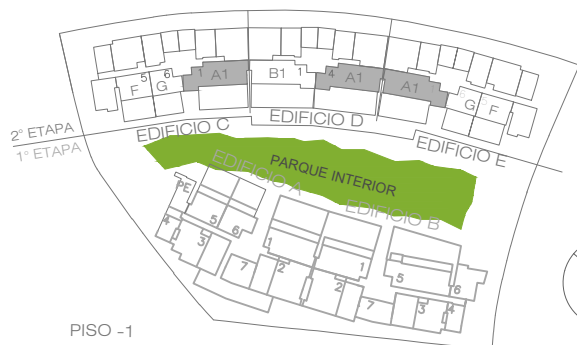 5 6 1 A1 B1 1 4 A1 A1
F G G F
EDIFICIO C EDIFICIO D EDIFICIO E
2° ETAPA
1° ETAPA
PARQUE INTERIOR
EDIFICIO A
EDIFICIO B
PE
4 3 5 6 1 1 5 6
7 2 2 7 3 4
PISO -1